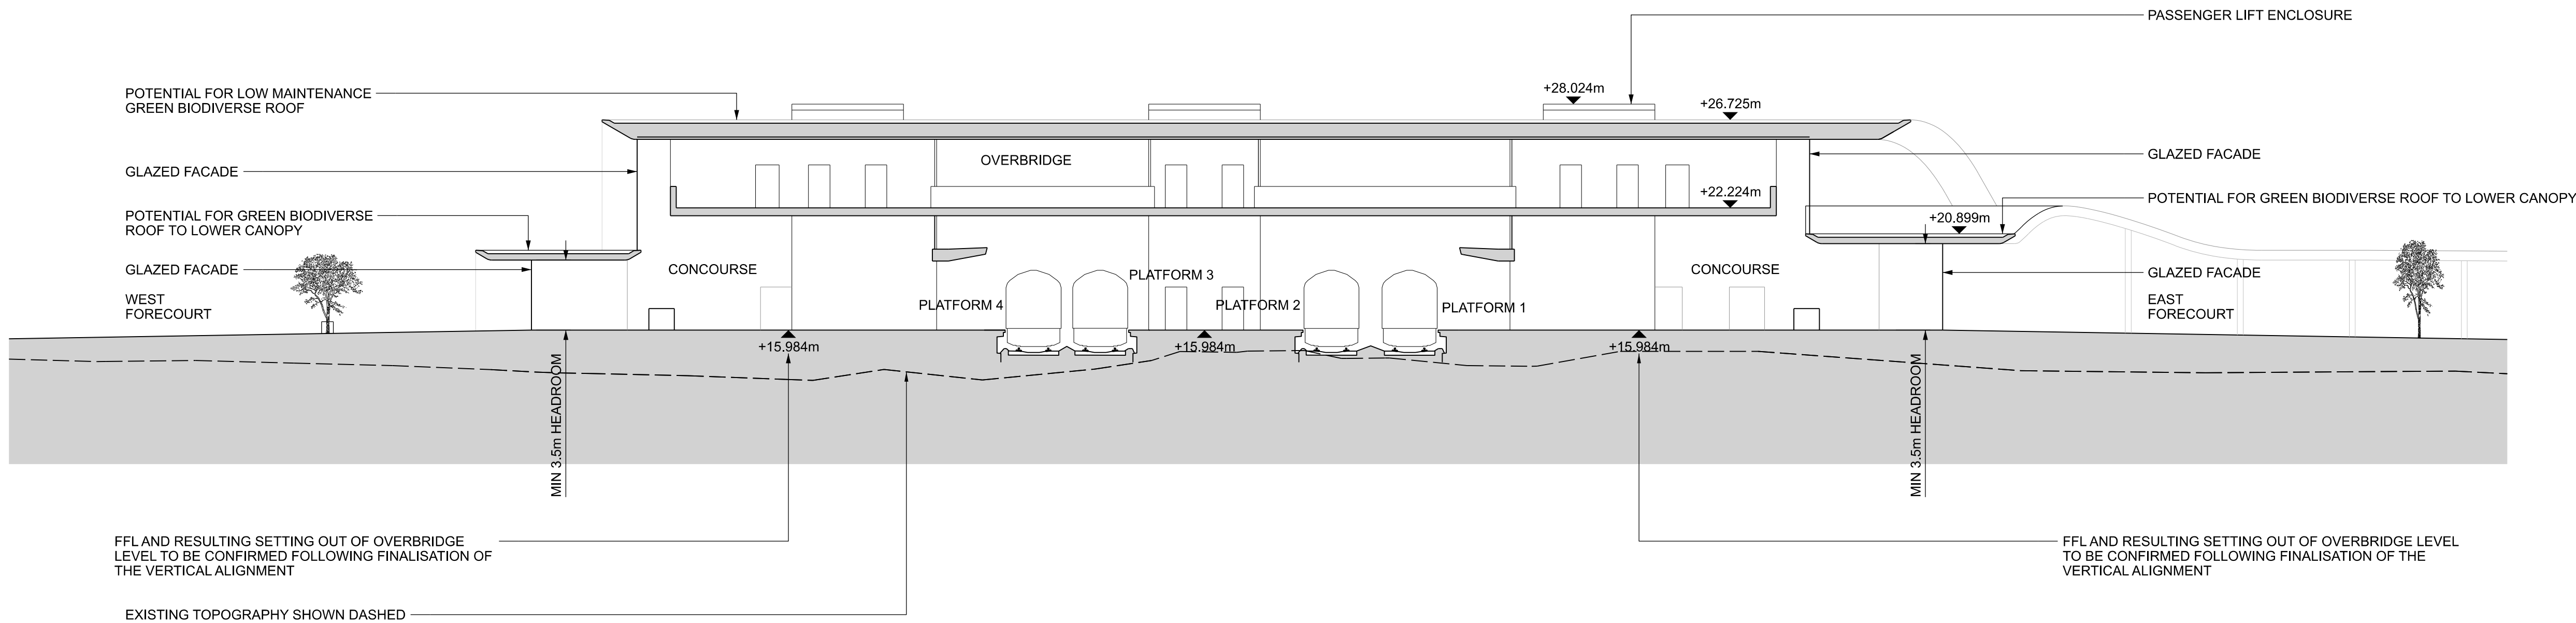 PASSENGER LIFT ENCLOSURE
+28.024m
POTENTIAL FOR LOW MAINTENANCE
GREEN BIODIVERSE ROOF
+26.725m
OVERBRIDGE
GLAZED FACADE
GLAZED FACADE
+22.224m
POTENTIAL FOR GREEN BIODIVERSE ROOF TO LOWER CANOPY
POTENTIAL FOR GREEN BIODIVERSE
ROOF TO LOWER CANOPY
+20.899m
GLAZED FACADE
CONCOURSE
PLATFORM 3
CONCOURSE
GLAZED FACADE
WEST
FORECOURT
PLATFORM 4
PLATFORM 2
PLATFORM 1
EAST
FORECOURT
+15.984m
+15.984m
+15.984m
MIN 3.5m HEADROOM
MIN 3.5m HEADROOM
FFL AND RESULTING SETTING OUT OF OVERBRIDGE
LEVEL TO BE CONFIRMED FOLLOWING FINALISATION OF
THE VERTICAL ALIGNMENT
FFL AND RESULTING SETTING OUT OF OVERBRIDGE LEVEL
TO BE CONFIRMED FOLLOWING FINALISATION OF THE
VERTICAL ALIGNMENT
EXISTING TOPOGRAPHY SHOWN DASHED